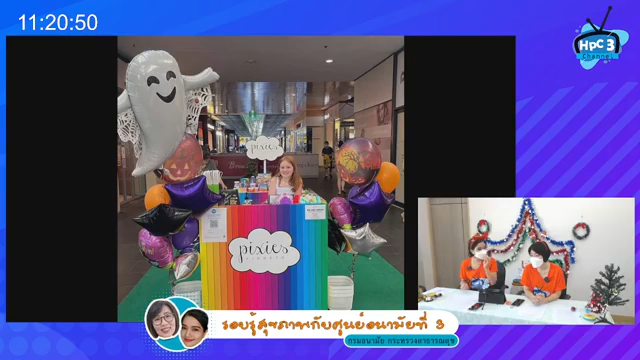 11:20:50
HPC 3
Channel
pixies
pixies
รอบรู้สุขภาพกับศูนย์อนามัยที่ 3
กรมอนามัย กระทรวงสาธารณสุข